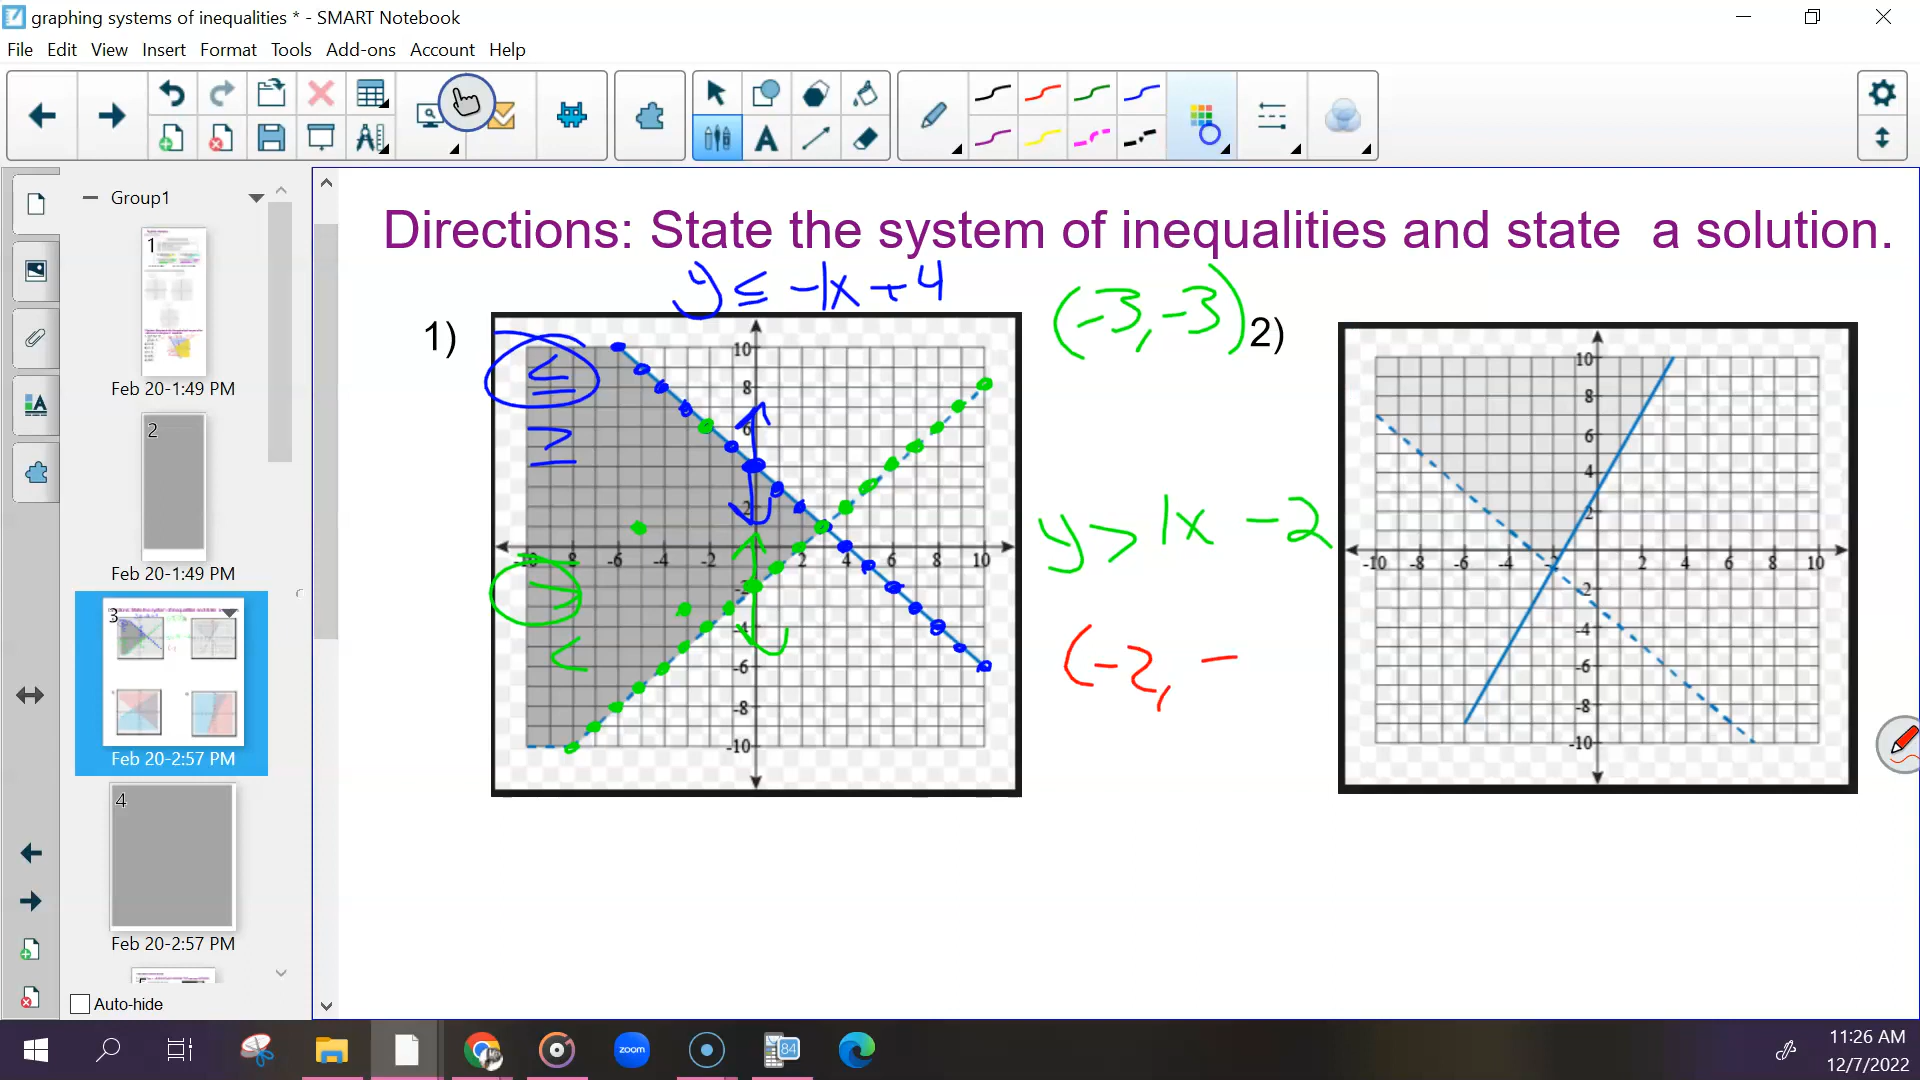 graphing systems of inequalities * - SMART Notebook
File Edit View Insert Format Tools Add-ons Account Help
Group1
1
Feb 20-1:49 PM
2
Feb 20-1:49 PM
3
Feb 20-2:57 PM
4
Feb 20-2:57 PM
Auto-hide
Directions: State the system of inequalities and state a solution.
y ≤ -1x + 4
(-3, -3)
1)
2)
≤
≥
>
<
y > 1x - 2
(-2, -
10
8
6
2
-10 -8 -6 -2 2 4 6 8 10
-2
-4
-6
-8
-10
10
8
6
4
2
-10 -8 -6 -4 -2 2 4 6 8 10
-2
-4
-6
-8
-10
zoom
84
11:26 AM
12/7/2022